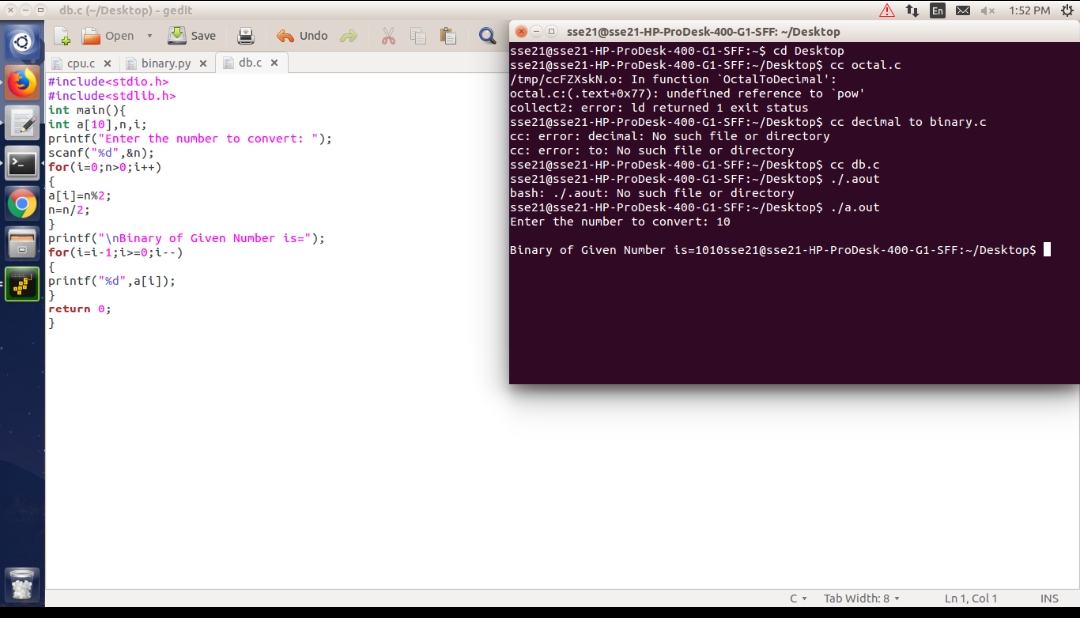 db.c (~/Desktop) - gedit
En
1:52 PM
Open
Save
Undo
cpu.c
binary.py
db.c
#include<stdio.h>
#include<stdlib.h>
int main(){
int a[10],n,i;
printf("Enter the number to convert: ");
scanf("%d",&n);
for(i=0;n>0;i++)
{
a[i]=n%2;
n=n/2;
}
printf("\nBinary of Given Number is=");
for(i=i-1;i>=0;i--)
{
printf("%d",a[i]);
}
return 0;
}
sse21@sse21-HP-ProDesk-400-G1-SFF: ~/Desktop
sse21@sse21-HP-ProDesk-400-G1-SFF:~$ cd Desktop
sse21@sse21-HP-ProDesk-400-G1-SFF:~/Desktop$ cc octal.c
/tmp/ccFZXskN.o: In function `OctalToDecimal':
octal.c:(.text+0x77): undefined reference to `pow'
collect2: error: ld returned 1 exit status
sse21@sse21-HP-ProDesk-400-G1-SFF:~/Desktop$ cc decimal to binary.c
cc: error: decimal: No such file or directory
cc: error: to: No such file or directory
sse21@sse21-HP-ProDesk-400-G1-SFF:~/Desktop$ cc db.c
sse21@sse21-HP-ProDesk-400-G1-SFF:~/Desktop$ ./.aout
bash: ./.aout: No such file or directory
sse21@sse21-HP-ProDesk-400-G1-SFF:~/Desktop$ ./a.out
Enter the number to convert: 10
Binary of Given Number is=1010sse21@sse21-HP-ProDesk-400-G1-SFF:~/Desktop$
C
Tab Width: 8
Ln 1, Col 1
INS